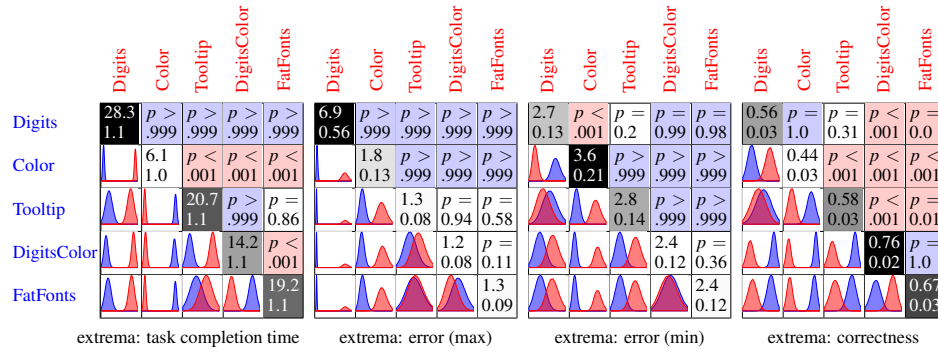 Digits Color Tooltip DigitsColor FatFonts Digits Color Tooltip DigitsColor FatFonts Digits Color Tooltip DigitsColor FatFonts Digits Color Tooltip DigitsColor FatFonts
Digits
28.3 p > p > p > p > 6.9 p > p > p > p > 2.7 p < p = p = p = 0.56 p = p = p < p =
1.1 .999 .999 .999 .999 0.56 .999 .999 .999 .999 0.13 .001 0.2 0.99 0.98 0.03 1.0 0.31 .001 0.0
Color
6.1 p < p < p < 1.8 p > p > p > 3.6 p > p > p > 0.44 p < p < p <
1.0 .001 .001 .001 0.13 .999 .999 .999 0.21 .999 .999 .999 0.03 .001 .001 .001
Tooltip
20.7 p > p = 1.3 p = p = 2.8 p > p > 0.58 p < p =
1.1 .999 0.86 0.08 0.94 0.58 0.14 .999 .999 0.03 .001 0.01
DigitsColor
14.2 p < 1.2 p = 2.4 p = 0.76 p =
1.1 .001 0.08 0.11 0.12 0.36 0.02 1.0
FatFonts
19.2 1.3 2.4 0.67
1.1 0.09 0.12 0.03
extrema: task completion time extrema: error (max) extrema: error (min) extrema: correctness